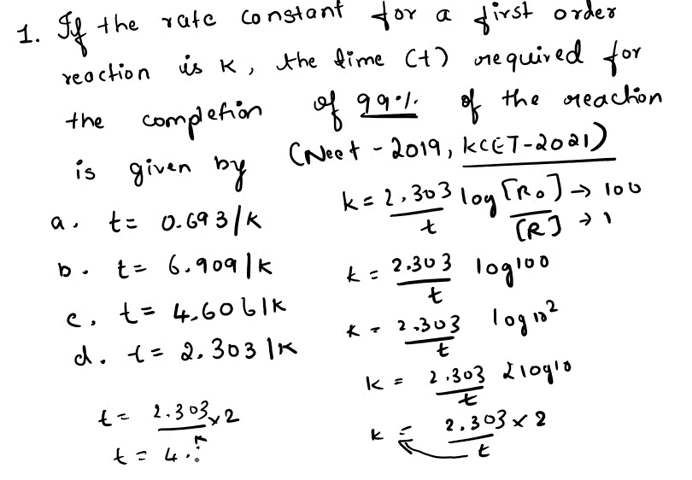 1. If the rate constant for a first order
reaction is k, the time (t) required for
the completion of 99% of the reaction
is given by (Neet - 2019, KCET-2021)
a. t = 0.693/k
b. t = 6.909/k
c. t = 4.606/k
d. t = 2.303/k
k = 2.303/t log [R₀]/[R] → 100 → 1
k = 2.303/t log100
k = 2.303/t log10²
k = 2.303/t 2log10
k = 2.303 × 2/t
t = 2.303/k × 2
t = 4.